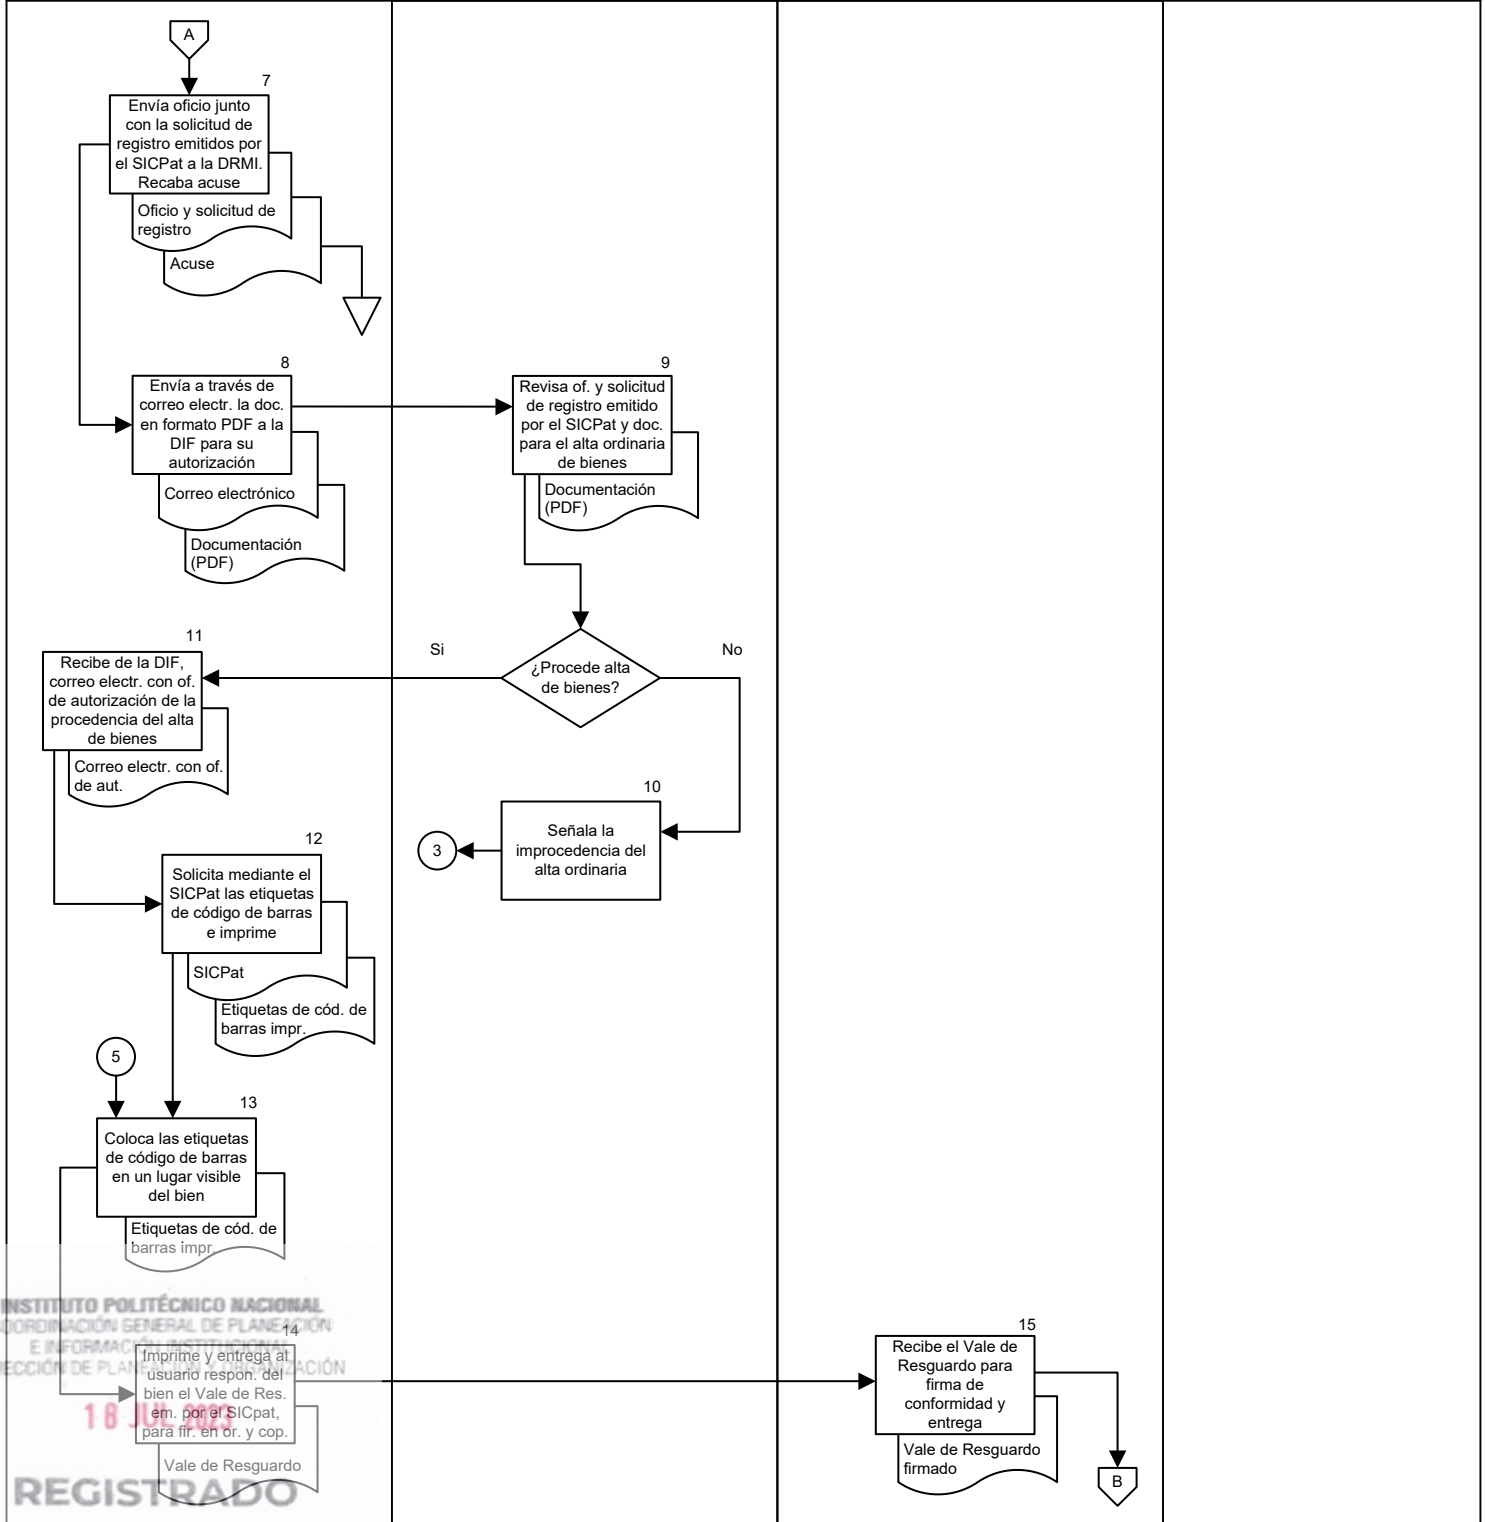 A
7
Envía oficio junto
con la solicitud de
registro emitidos por
el SICPat a la DRMI.
Recaba acuse
Oficio y solicitud de
registro
Acuse
8
Envía a través de
correo electr. la doc.
en formato PDF a la
DIF para su
autorización
Correo electrónico
Documentación
(PDF)
9
Revisa of. y solicitud
de registro emitido
por el SICPat y doc.
para el alta ordinaria
de bienes
Documentación
(PDF)
¿Procede alta
de bienes?
Si
No
11
Recibe de la DIF,
correo electr. con of.
de autorización de la
procedencia del alta
de bienes
Correo electr. con of.
de aut.
10
Señala la
improcedencia del
alta ordinaria
3
12
Solicita mediante el
SICPat las etiquetas
de código de barras
e imprime
SICPat
Etiquetas de cód. de
barras impr.
5
13
Coloca las etiquetas
de código de barras
en un lugar visible
del bien
Etiquetas de cód. de
barras impr.
INSTITUTO POLITÉCNICO NACIONAL
COORDINACIÓN GENERAL DE PLANEACIÓN
E INFORMACIÓN INSTITUCIONAL
DIRECCIÓN DE PLANEACIÓN Y ORGANIZACIÓN
18 JUL 2023
REGISTRADO
14
Imprime y entrega al
usuario respon. del
bien el Vale de Res.
em. por el SICpat,
para fir. en or. y cop.
Vale de Resguardo
15
Recibe el Vale de
Resguardo para
firma de
conformidad y
entrega
Vale de Resguardo
firmado
B